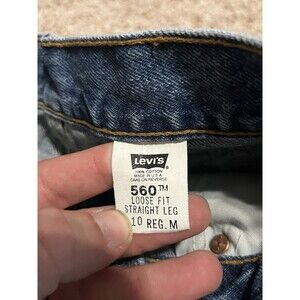 Levi's
100% COTTON
MADE IN U.S.A
CARE ON REVERSE
560™
LOOSE FIT
STRAIGHT LEG
10 REG. M